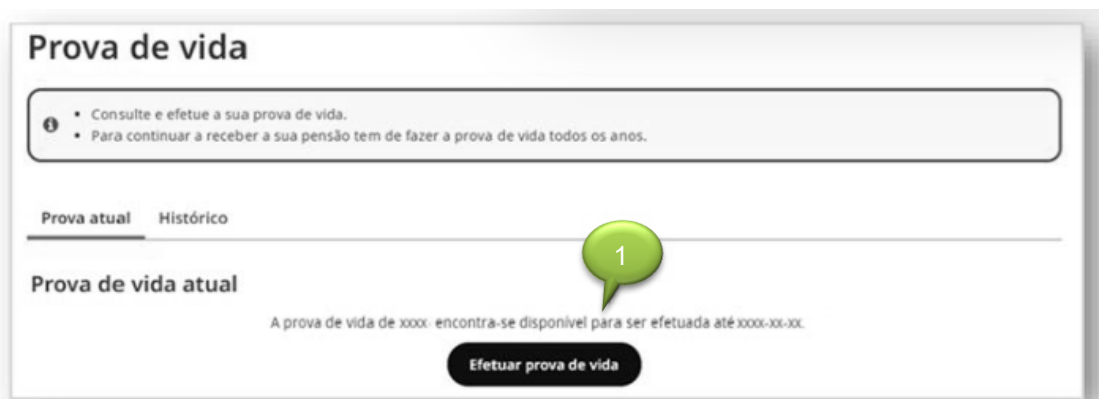 Prova de vida
• Consulte e efetue a sua prova de vida.
• Para continuar a receber a sua pensão tem de fazer a prova de vida todos os anos.
Prova atual Histórico
1
Prova de vida atual
A prova de vida de xxxx encontra-se disponível para ser efetuada até xxxx-xx-xx.
Efetuar prova de vida